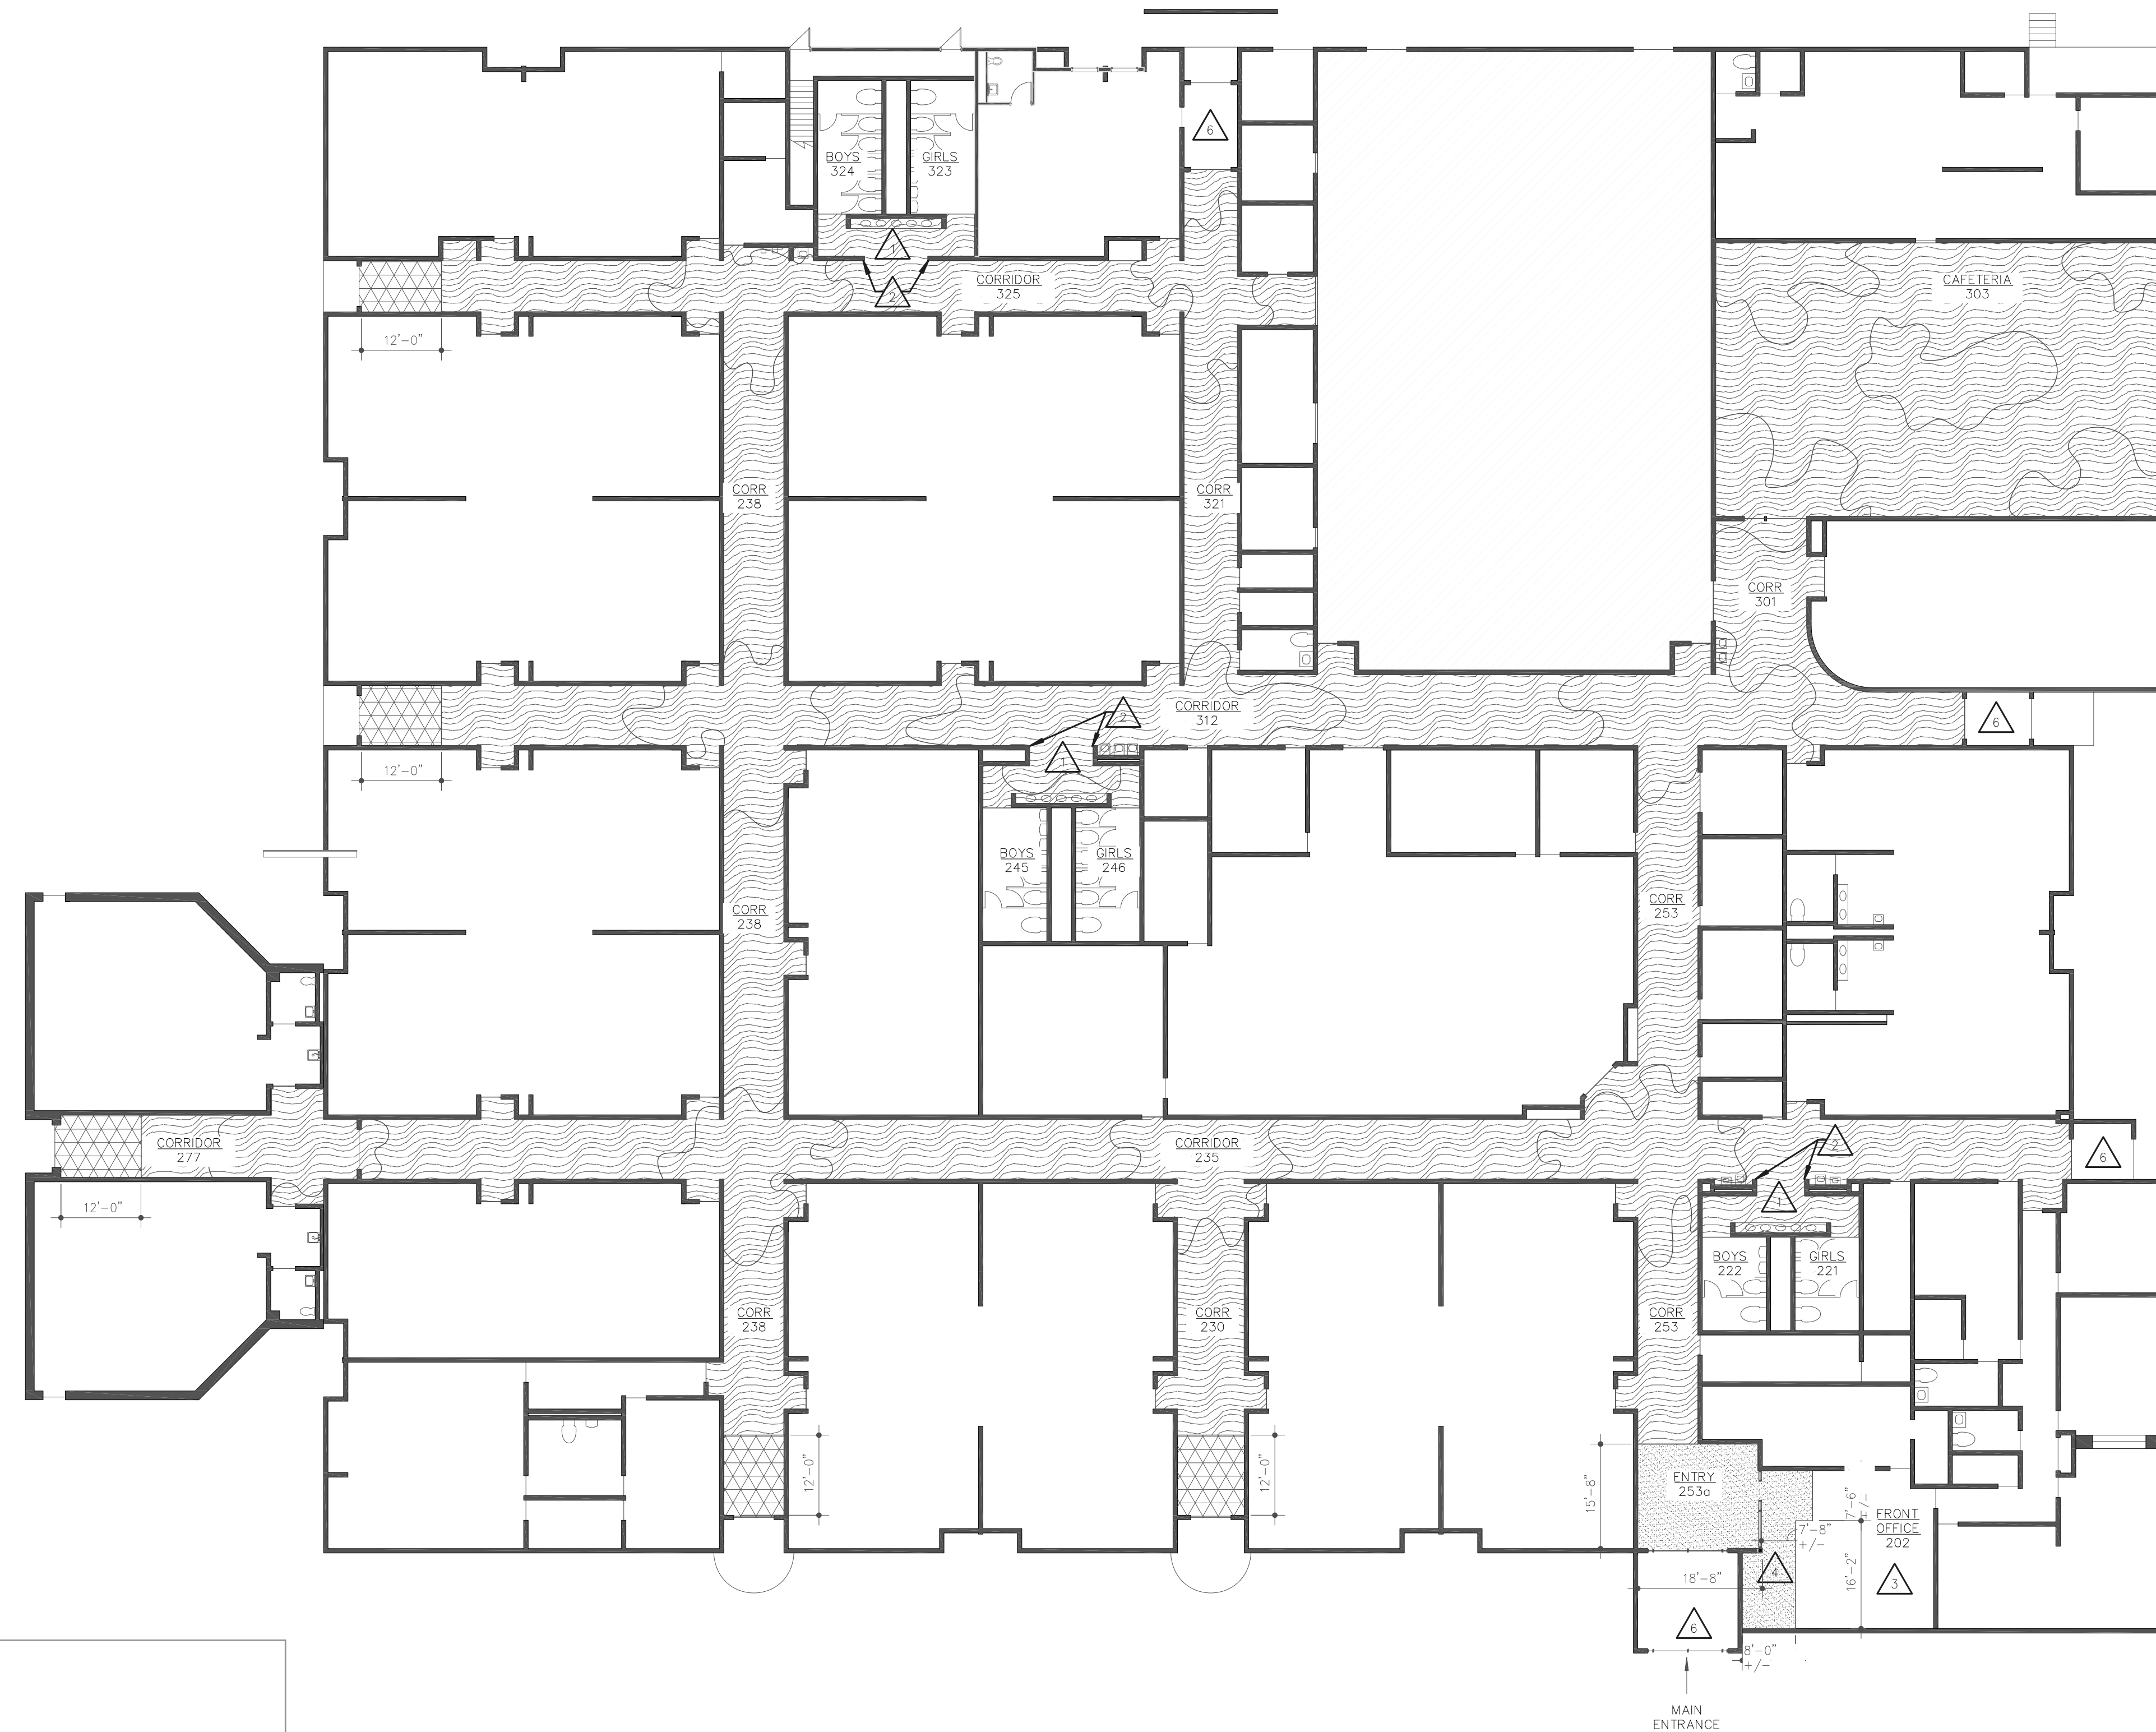 6
BOYS
324
GIRLS
323
1
2
CORRIDOR
325
CAFETERIA
303
12'-0"
CORR
238
CORR
321
CORR
301
CORRIDOR
312
2
6
1
12'-0"
BOYS
245
GIRLS
246
CORR
238
CORR
253
CORRIDOR
277
CORRIDOR
235
2
6
12'-0"
1
BOYS
222
GIRLS
221
CORR
238
CORR
230
CORR
253
12'-0"
12'-0"
15'-8"
ENTRY
253a
7'-6"
+/-
FRONT
OFFICE
202
7'-8"
+/-
16'-2"
4
3
18'-8"
6
8'-0"
+/-
MAIN
ENTRANCE